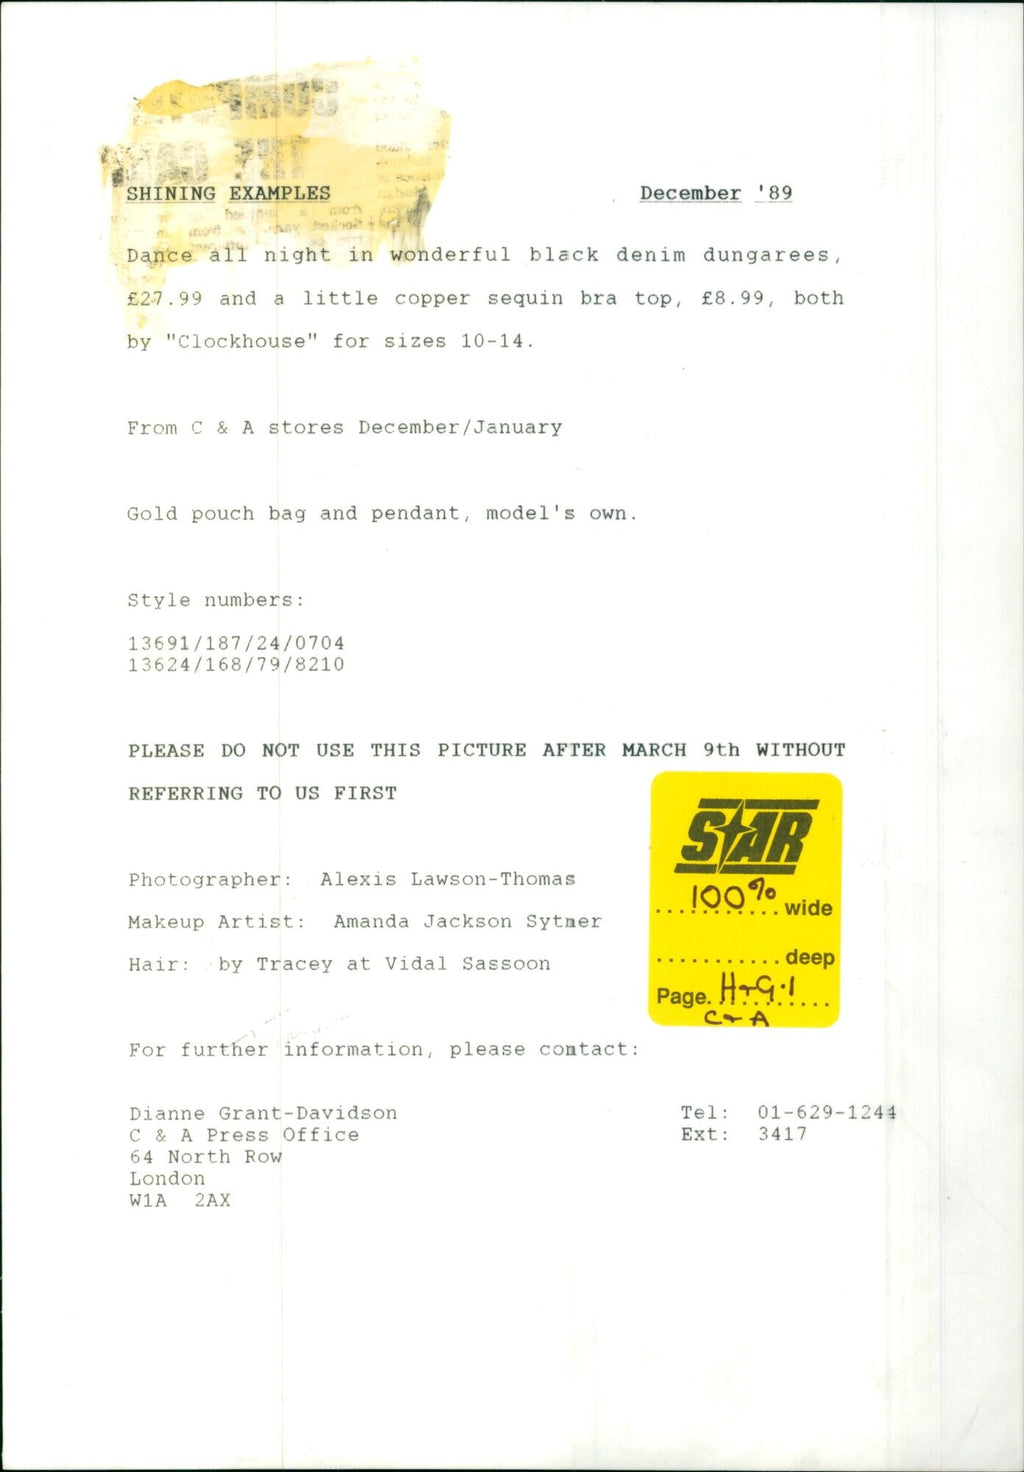 SHINING EXAMPLES December '89
Dance all night in wonderful black denim dungarees,
£27.99 and a little copper sequin bra top, £8.99, both
by "Clockhouse" for sizes 10-14.
From C & A stores December/January
Gold pouch bag and pendant, model's own.
Style numbers:
13691/187/24/0704
13624/168/79/8210
PLEASE DO NOT USE THIS PICTURE AFTER MARCH 9th WITHOUT
REFERRING TO US FIRST
Photographer: Alexis Lawson-Thomas
Makeup Artist: Amanda Jackson Sytner
Hair: by Tracey at Vidal Sassoon
STAR
100% wide
deep
Page. H+G.1
C+A
For further information, please contact:
Dianne Grant-Davidson Tel: 01-629-1244
C & A Press Office Ext: 3417
64 North Row
London
W1A 2AX